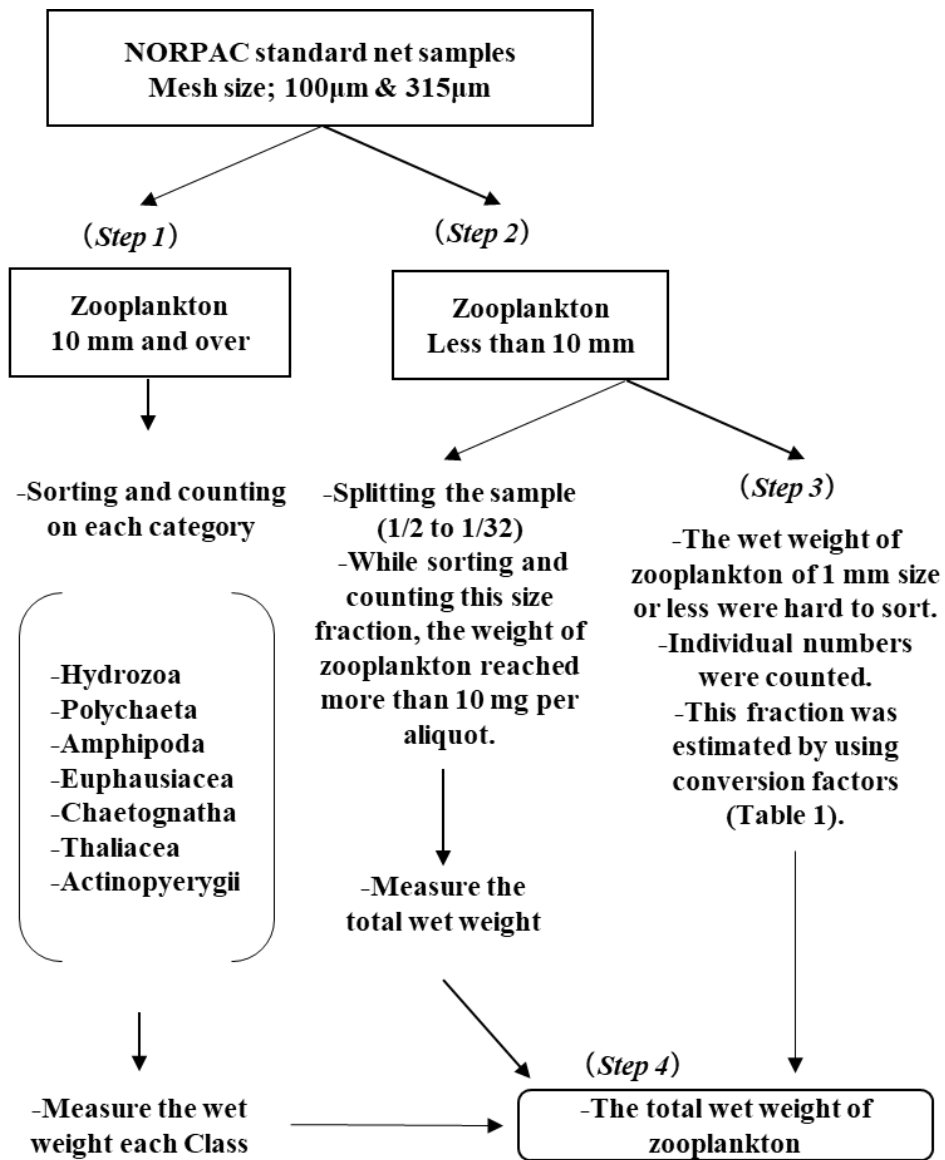 NORPAC standard net samples
Mesh size; 100μm & 315μm
(Step 1)
(Step 2)
Zooplankton
10 mm and over
Zooplankton
Less than 10 mm
-Sorting and counting
on each category
-Hydrozoa
-Polychaeta
-Amphipoda
-Euphausiacea
-Chaetognatha
-Thaliacea
-Actinopyerygii
-Measure the wet
weight each Class
-Splitting the sample
(1/2 to 1/32)
-While sorting and
counting this size
fraction, the weight of
zooplankton reached
more than 10 mg per
aliquot.
-Measure the
total wet weight
(Step 3)
-The wet weight of
zooplankton of 1 mm size
or less were hard to sort.
-Individual numbers
were counted.
-This fraction was
estimated by using
conversion factors
(Table 1).
(Step 4)
-The total wet weight of
zooplankton